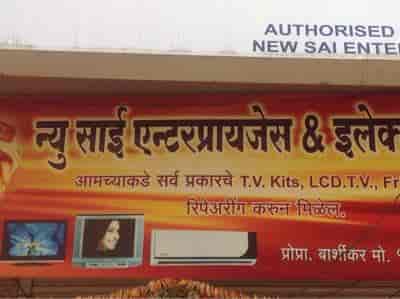 AUTHORISED
NEW SAI ENTE
न्यु साई एन्टरप्रायजेस & इलेक
आमच्याकडे सर्व प्रकारचे T.V. Kits, LCD.T.V., Fr
रिपेअरींग करुन मिळेल.
प्रोप्रा. बार्शीकर मो. ९